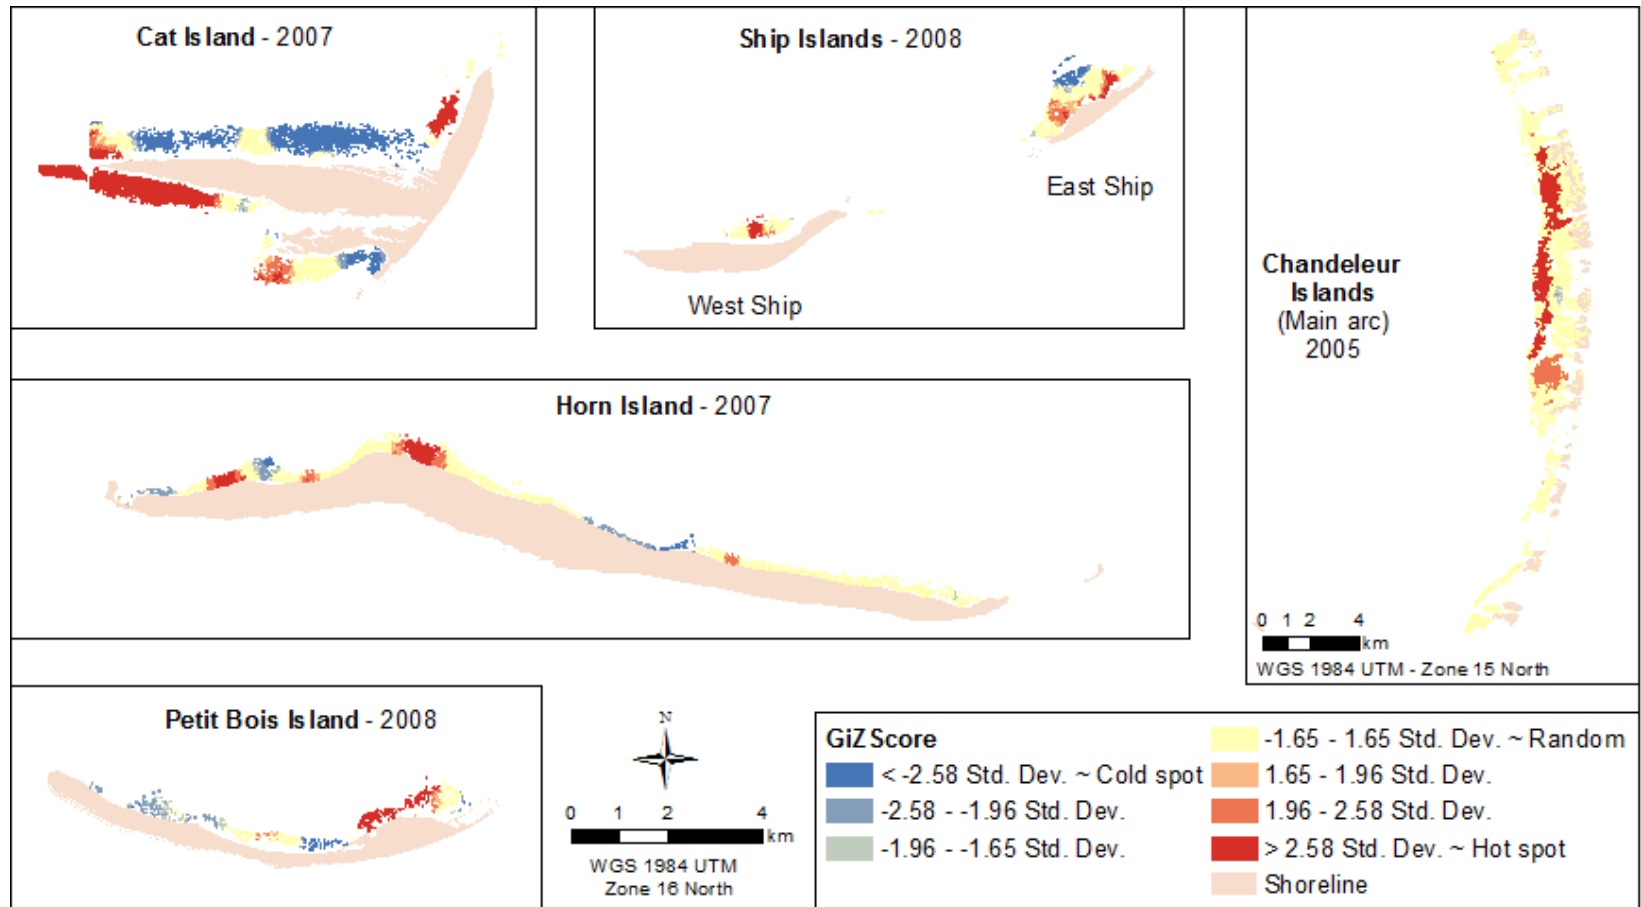 Cat Island - 2007
Ship Islands - 2008
East Ship
West Ship
Chandeleur
Islands
(Main arc)
2005
0 1 2 4
km
WGS 1984 UTM - Zone 15 North
Horn Island - 2007
Petit Bois Island - 2008
N
0 1 2 4
km
WGS 1984 UTM
Zone 16 North
GiZScore
< -2.58 Std. Dev. ~ Cold spot
-2.58 - -1.96 Std. Dev.
-1.96 - -1.65 Std. Dev.
-1.65 - 1.65 Std. Dev. ~ Random
1.65 - 1.96 Std. Dev.
1.96 - 2.58 Std. Dev.
> 2.58 Std. Dev. ~ Hot spot
Shoreline